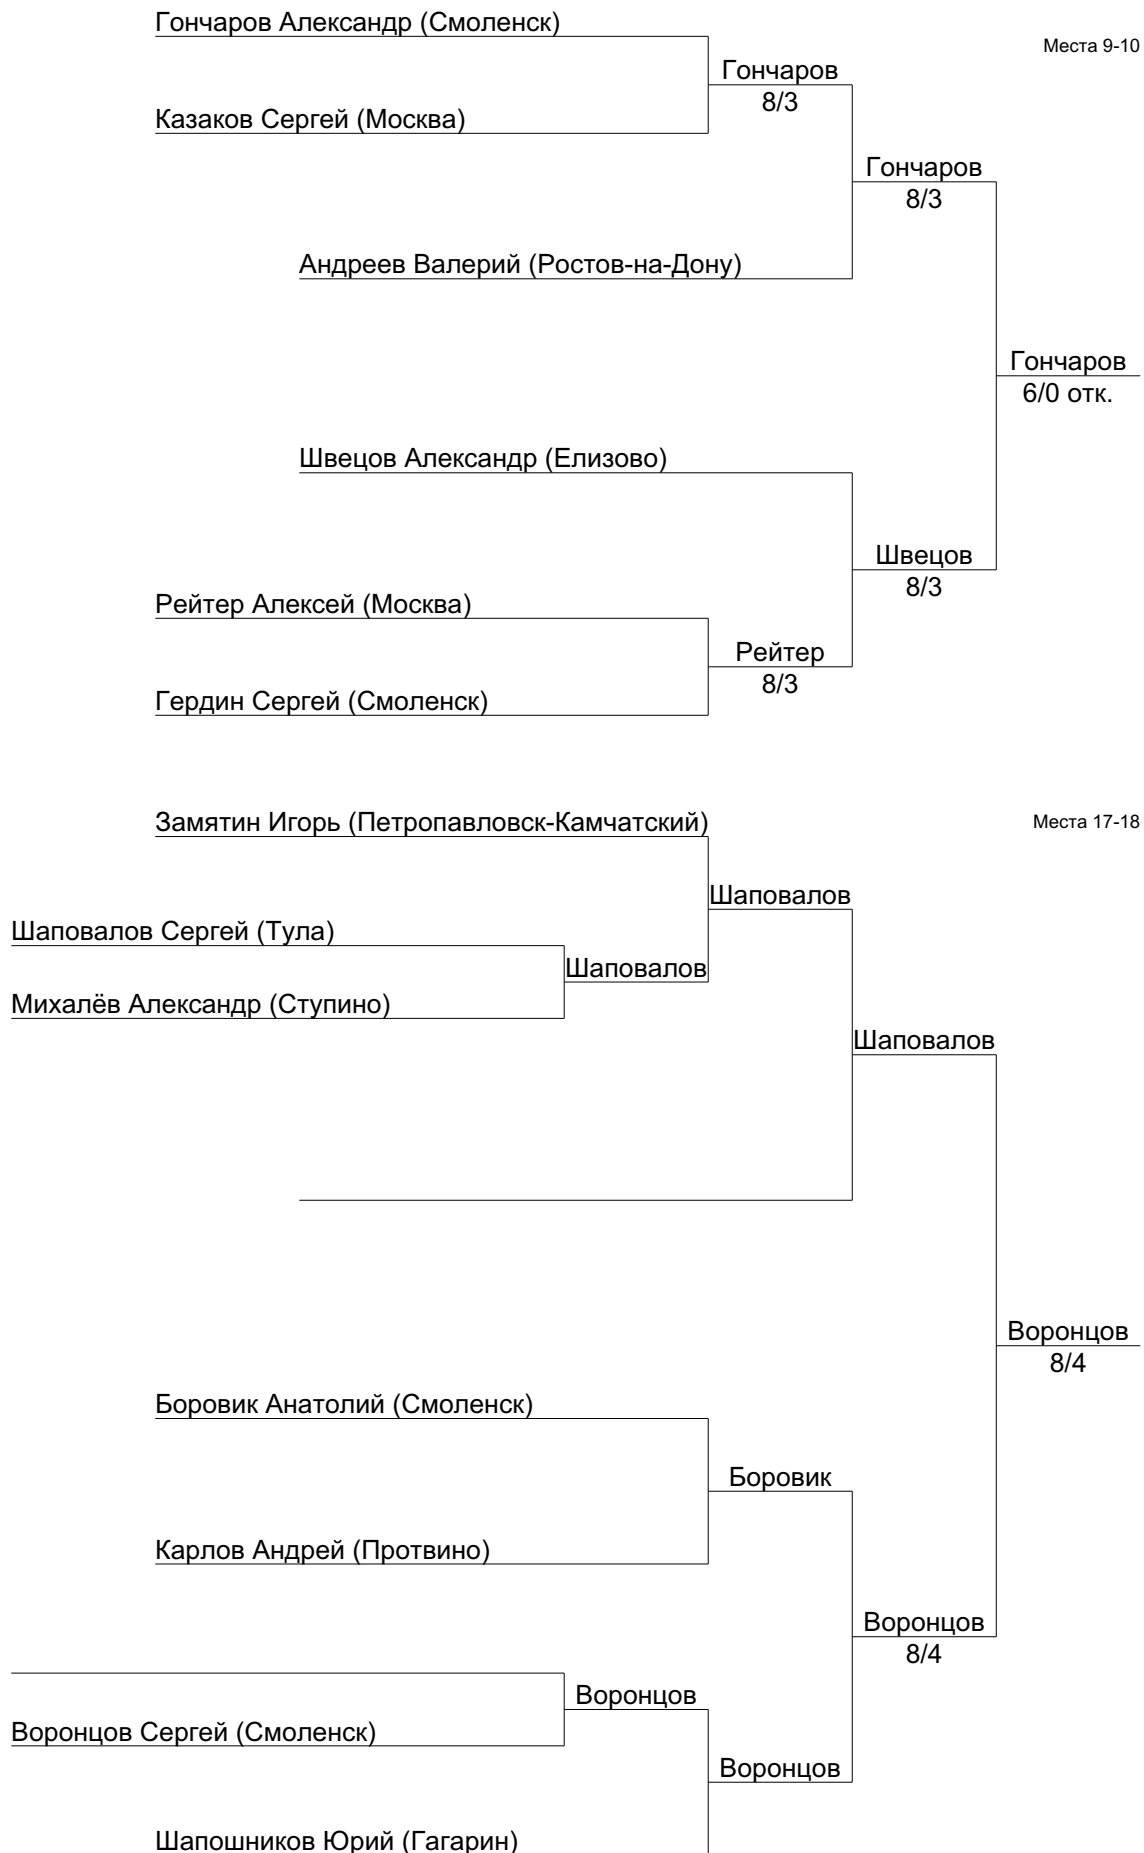 Гончаров Александр (Смоленск)
Места 9-10
Гончаров
8/3
Казаков Сергей (Москва)
Гончаров
8/3
Андреев Валерий (Ростов-на-Дону)
Гончаров
6/0 отк.
Швецов Александр (Елизово)
Швецов
8/3
Рейтер Алексей (Москва)
Рейтер
8/3
Гердин Сергей (Смоленск)
Замятин Игорь (Петропавловск-Камчатский)
Места 17-18
Шаповалов
Шаповалов Сергей (Тула)
Шаповалов
Михалёв Александр (Ступино)
Шаповалов
Воронцов
8/4
Боровик Анатолий (Смоленск)
Боровик
Карлов Андрей (Протвино)
Воронцов
8/4
Воронцов
Воронцов Сергей (Смоленск)
Воронцов
Шапошников Юрий (Гагарин)